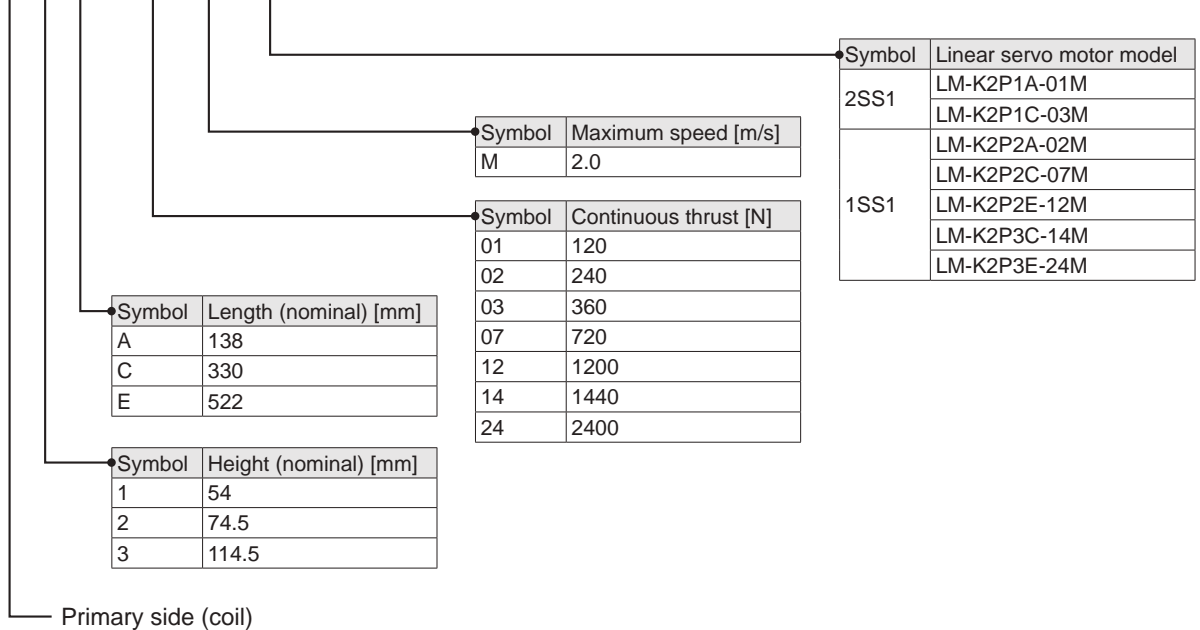 Symbol Linear servo motor model
2SS1 LM-K2P1A-01M
LM-K2P1C-03M
1SS1 LM-K2P2A-02M
LM-K2P2C-07M
LM-K2P2E-12M
LM-K2P3C-14M
LM-K2P3E-24M
Symbol Maximum speed [m/s]
M 2.0
Symbol Continuous thrust [N]
01 120
02 240
03 360
07 720
12 1200
14 1440
24 2400
Symbol Length (nominal) [mm]
A 138
C 330
E 522
Symbol Height (nominal) [mm]
1 54
2 74.5
3 114.5
Primary side (coil)